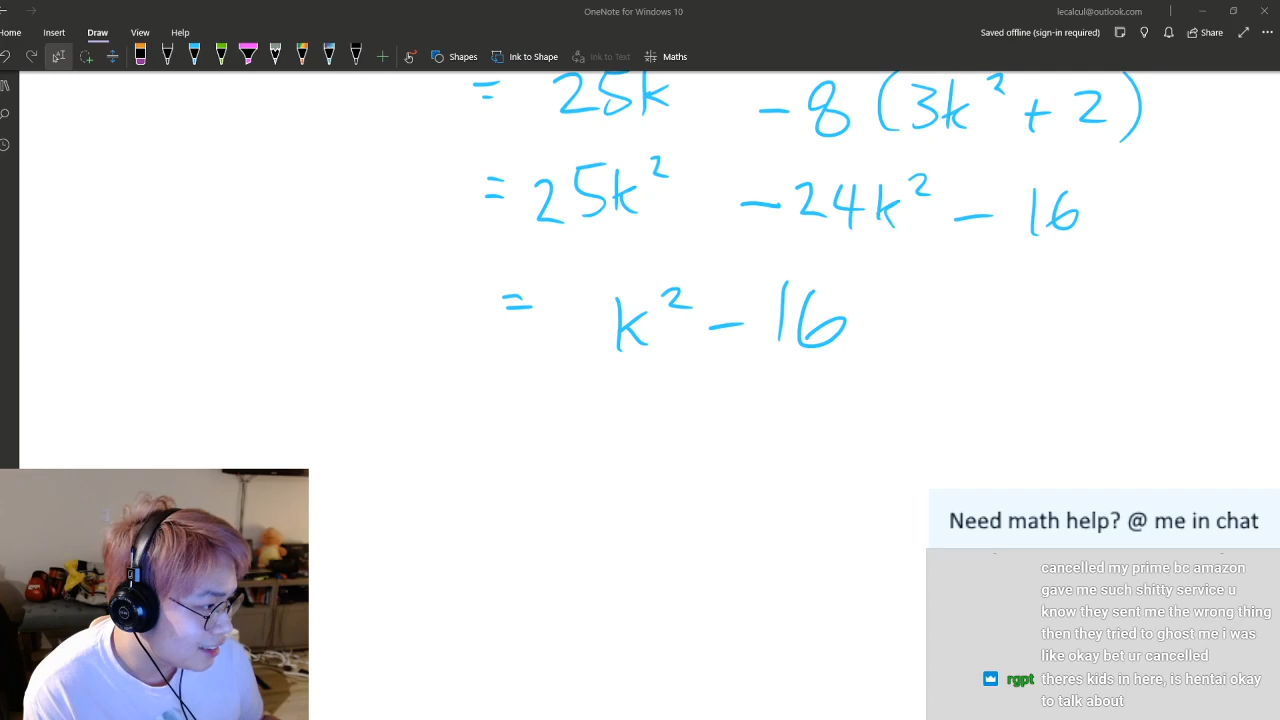 OneNote for Windows 10
lecalcul@outlook.com
Home Insert Draw View Help
Saved offline (sign-in required) Share
Shapes Ink to Shape Ink to Text Maths
= 25k - 8 (3k² + 2)
= 25k² - 24k² - 16
= k² - 16
Need math help? @ me in chat
cancelled my prime bc amazon
gave me such shitty service u
know they sent me the wrong thing
then they tried to ghost me i was
like okay bet ur cancelled
rgpt theres kids in here, is hentai okay
to talk about